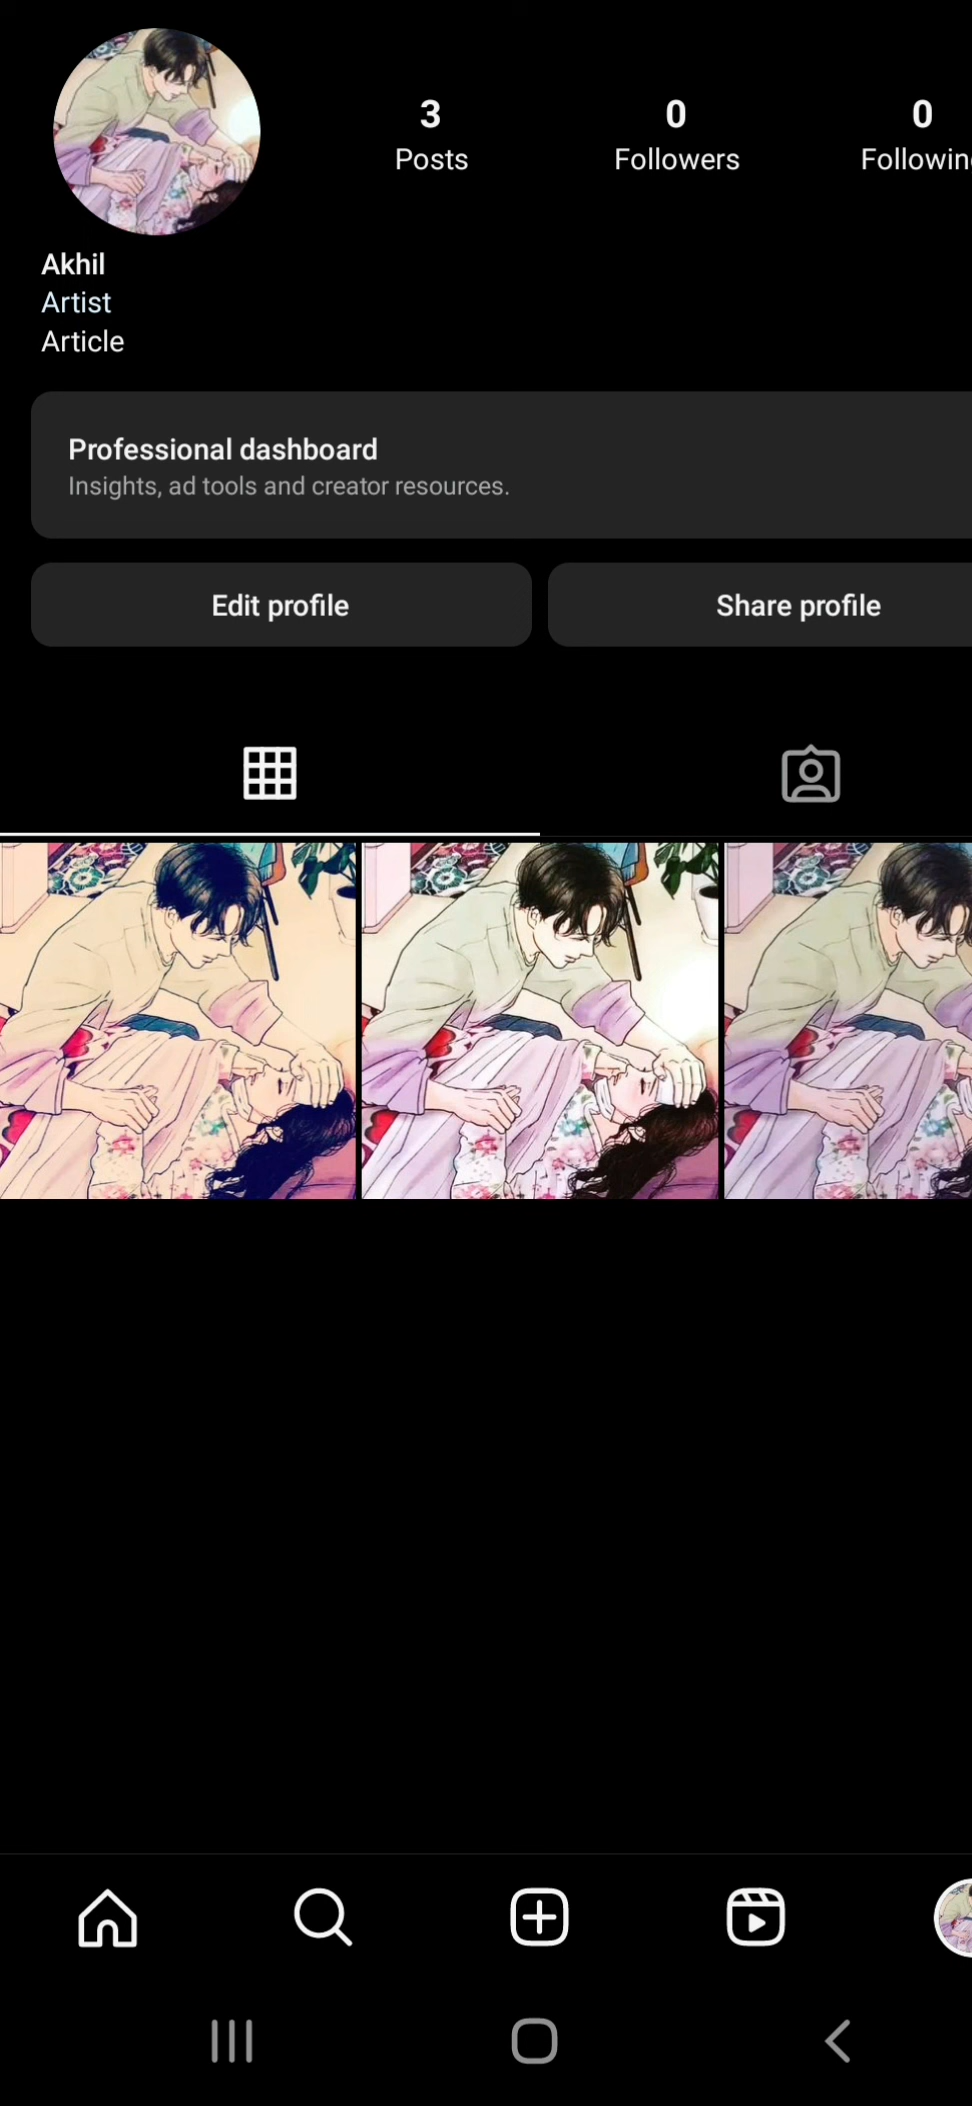 3 0 0
Posts Followers Followin
Akhil
Artist
Article
Professional dashboard
Insights, ad tools and creator resources.
Edit profile Share profile